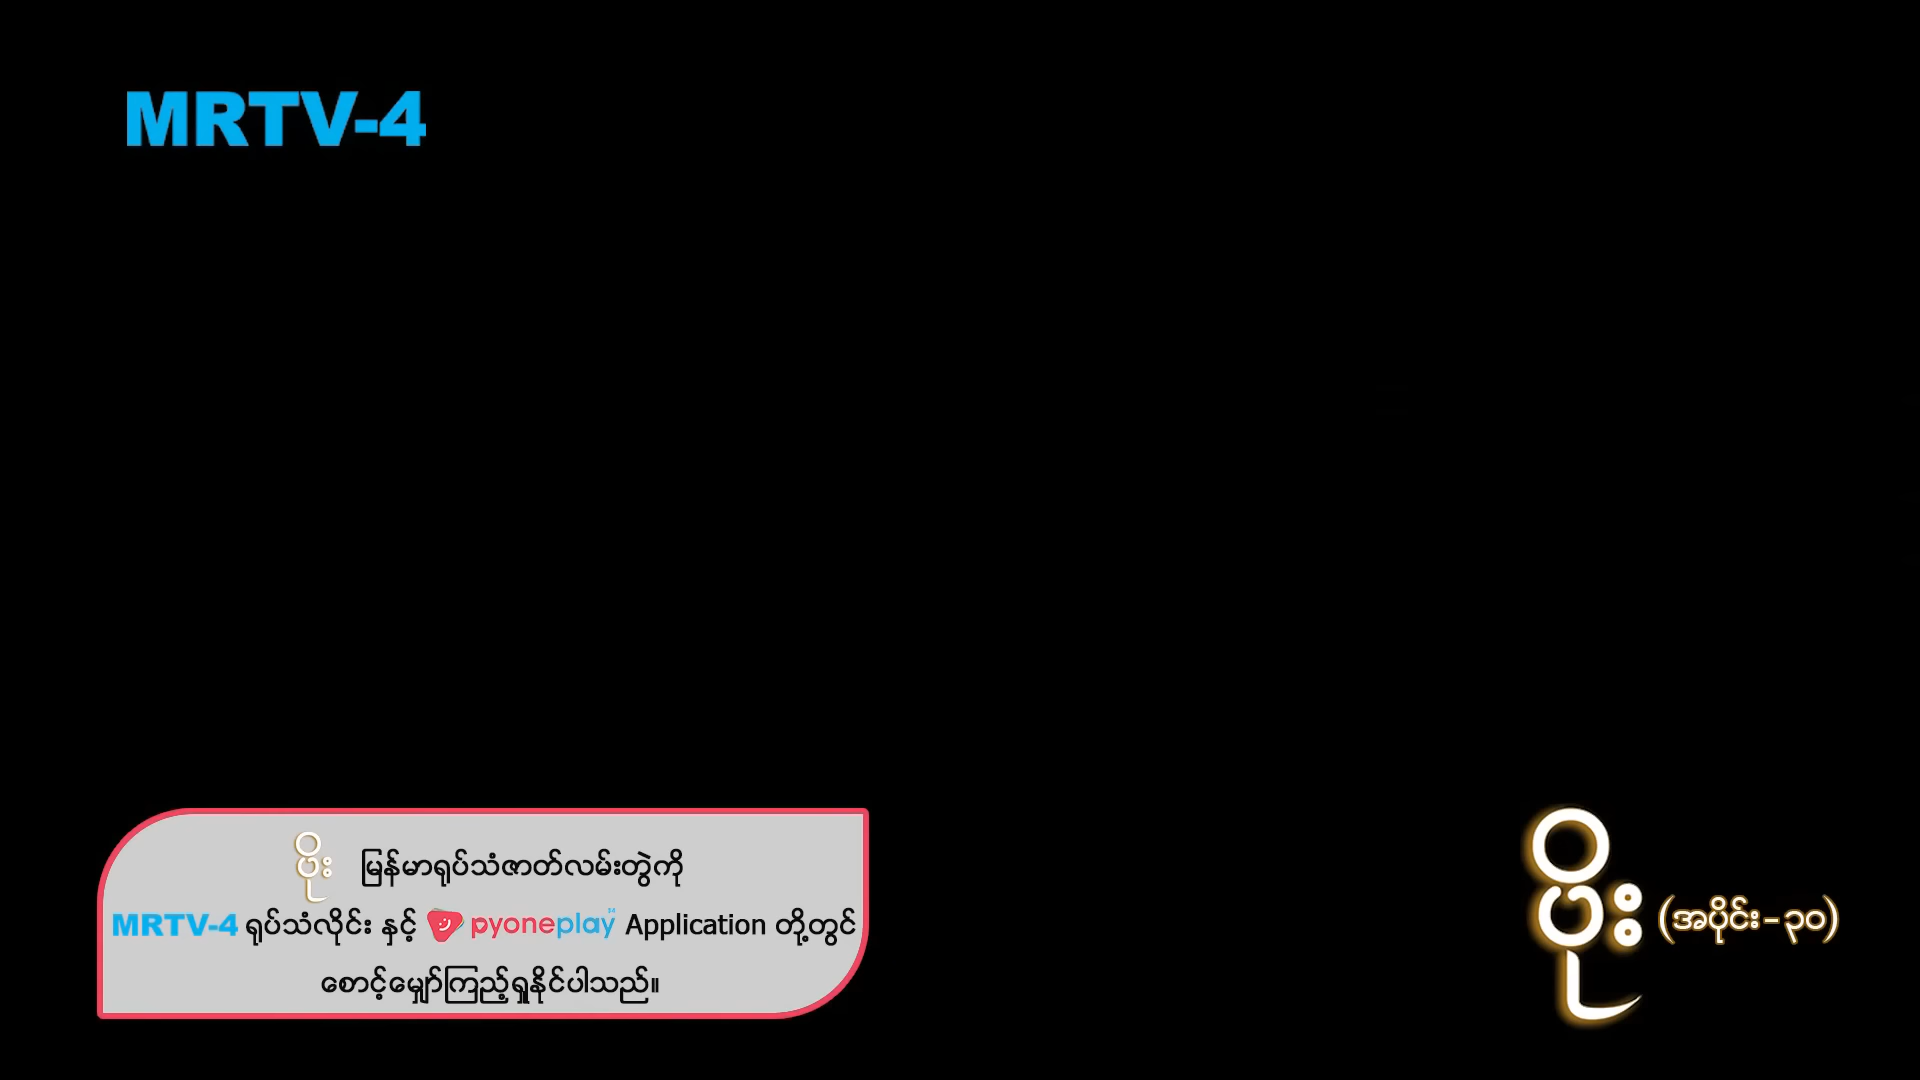 MRTV-4
ဖိုး မြန်မာရုပ်သံဇာတ်လမ်းတွဲကို
MRTV-4 ရုပ်သံလိုင်း နှင့် pyoneplay Application တို့တွင်
စောင့်မျှော်ကြည့်ရှုနိုင်ပါသည်။
ဖိုး (အပိုင်း-၃၀)